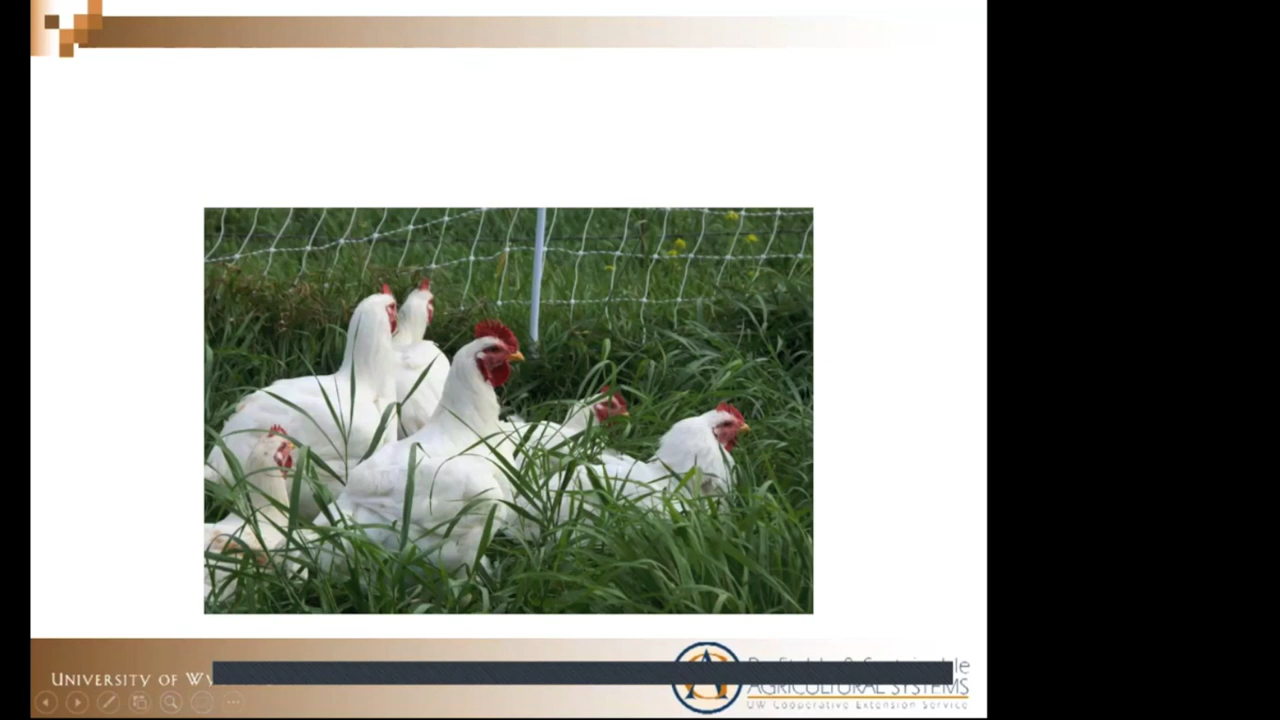 UNIVERSITY OF WY
AGRICULTURAL SYSTEMS
UW Cooperative Extension Service